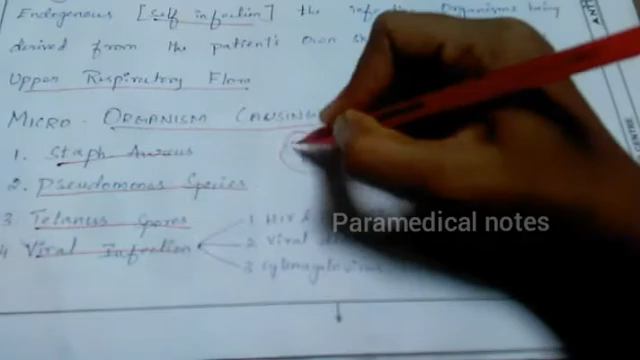 Endogenous [self infection] the infective organisms being
derived from the patient's own
Upper Respiratory Flora
MICRO - ORGANISM CAUSING
1. Staph Aureus
2. Pseudomonas Species
3. Tetanus Spores
4 Viral Infection
1 HIV &
2 Viral
3 Cytomegalovirus
Paramedical notes